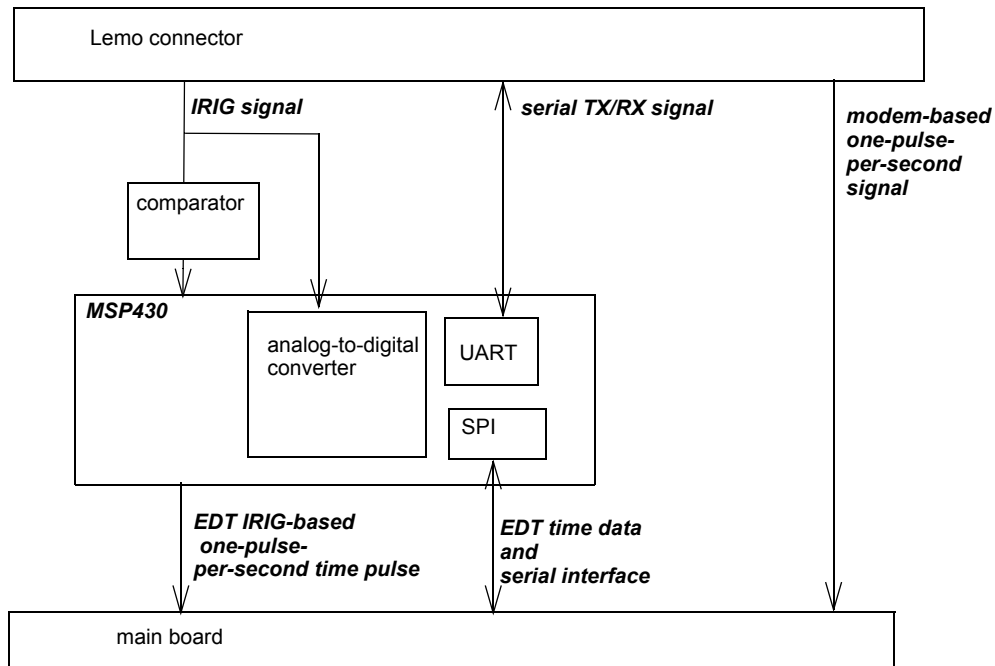 Lemo connector
IRIG signal
serial TX/RX signal
modem-based
one-pulse-
per-second
signal
comparator
MSP430
analog-to-digital
converter
UART
SPI
EDT IRIG-based
one-pulse-
per-second time pulse
EDT time data
and
serial interface
main board